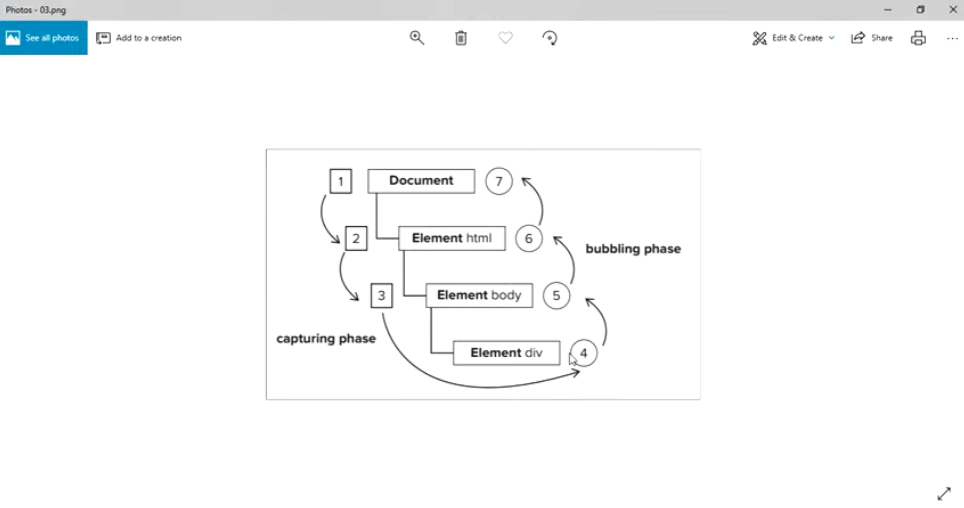 Photos - 03.png
See all photos
Add to a creation
Edit & Create
Share
1
Document
7
2
Element html
6
bubbling phase
3
Element body
5
capturing phase
Element div
4